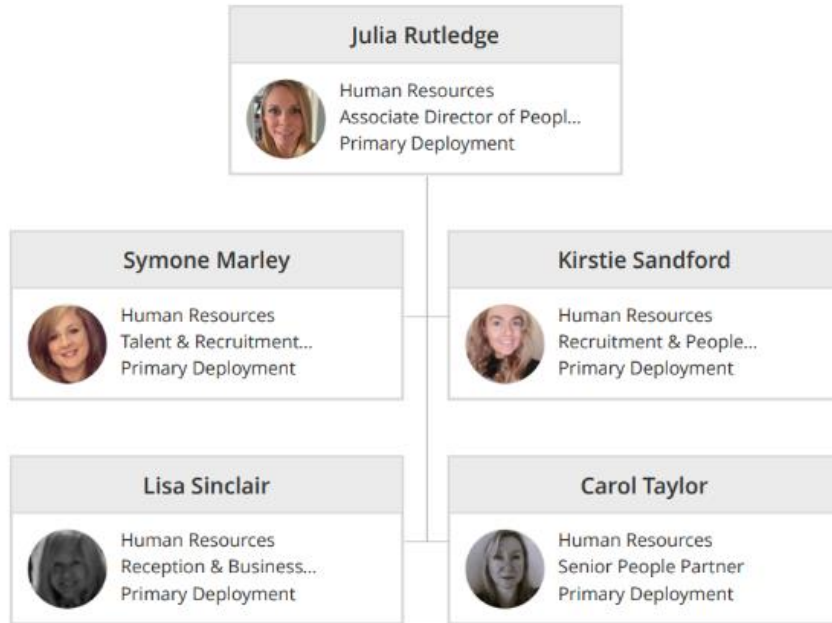 Julia Rutledge
Human Resources
Associate Director of Peopl...
Primary Deployment
Symone Marley
Human Resources
Talent & Recruitment...
Primary Deployment
Kirstie Sandford
Human Resources
Recruitment & People...
Primary Deployment
Lisa Sinclair
Human Resources
Reception & Business...
Primary Deployment
Carol Taylor
Human Resources
Senior People Partner
Primary Deployment